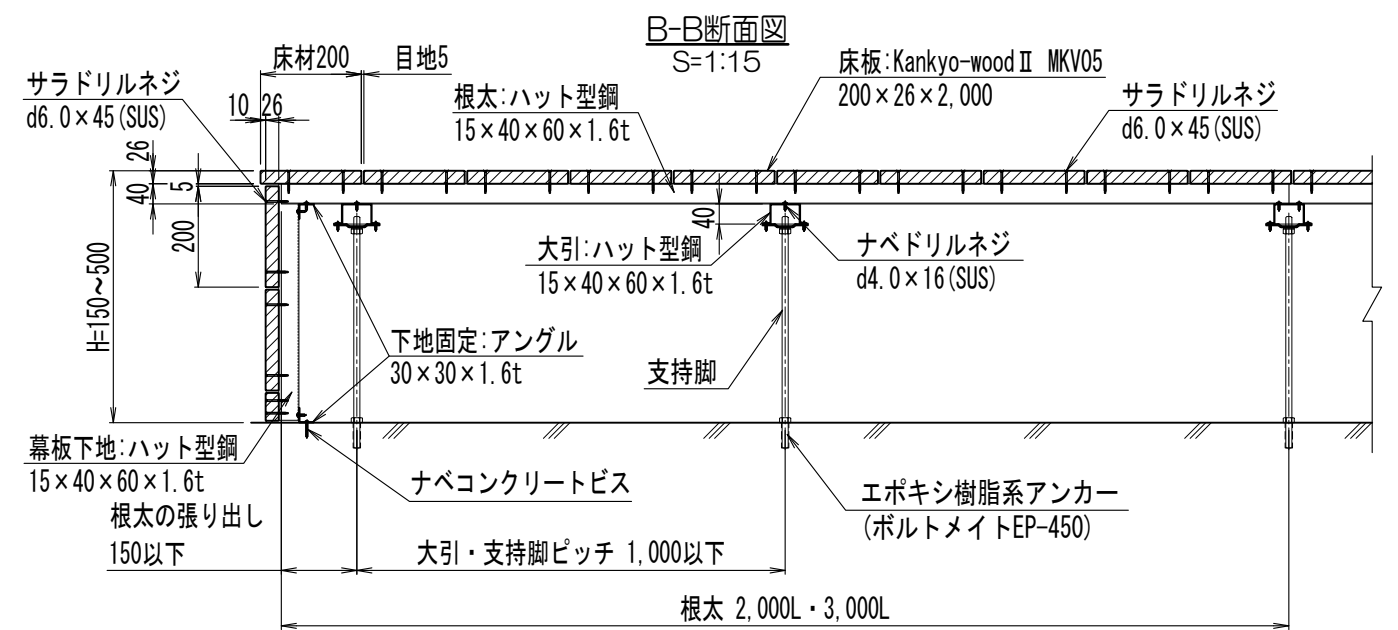 B-B断面図
S=1:15
床材200
目地5
サラドリルネジ
d6.0×45(SUS)
10
26
根太:ハット型鋼
15×40×60×1.6t
床板:Kankyo-woodⅡ MKV05
200×26×2,000
サラドリルネジ
d6.0×45(SUS)
26
5
40
200
H=150~500
40
大引:ハット型鋼
15×40×60×1.6t
ナベドリルネジ
d4.0×16(SUS)
下地固定:アングル
30×30×1.6t
支持脚
幕板下地:ハット型鋼
15×40×60×1.6t
ナベコンクリートビス
エポキシ樹脂系アンカー
(ボルトメイトEP-450)
根太の張り出し
150以下
大引・支持脚ピッチ 1,000以下
根太 2,000L・3,000L